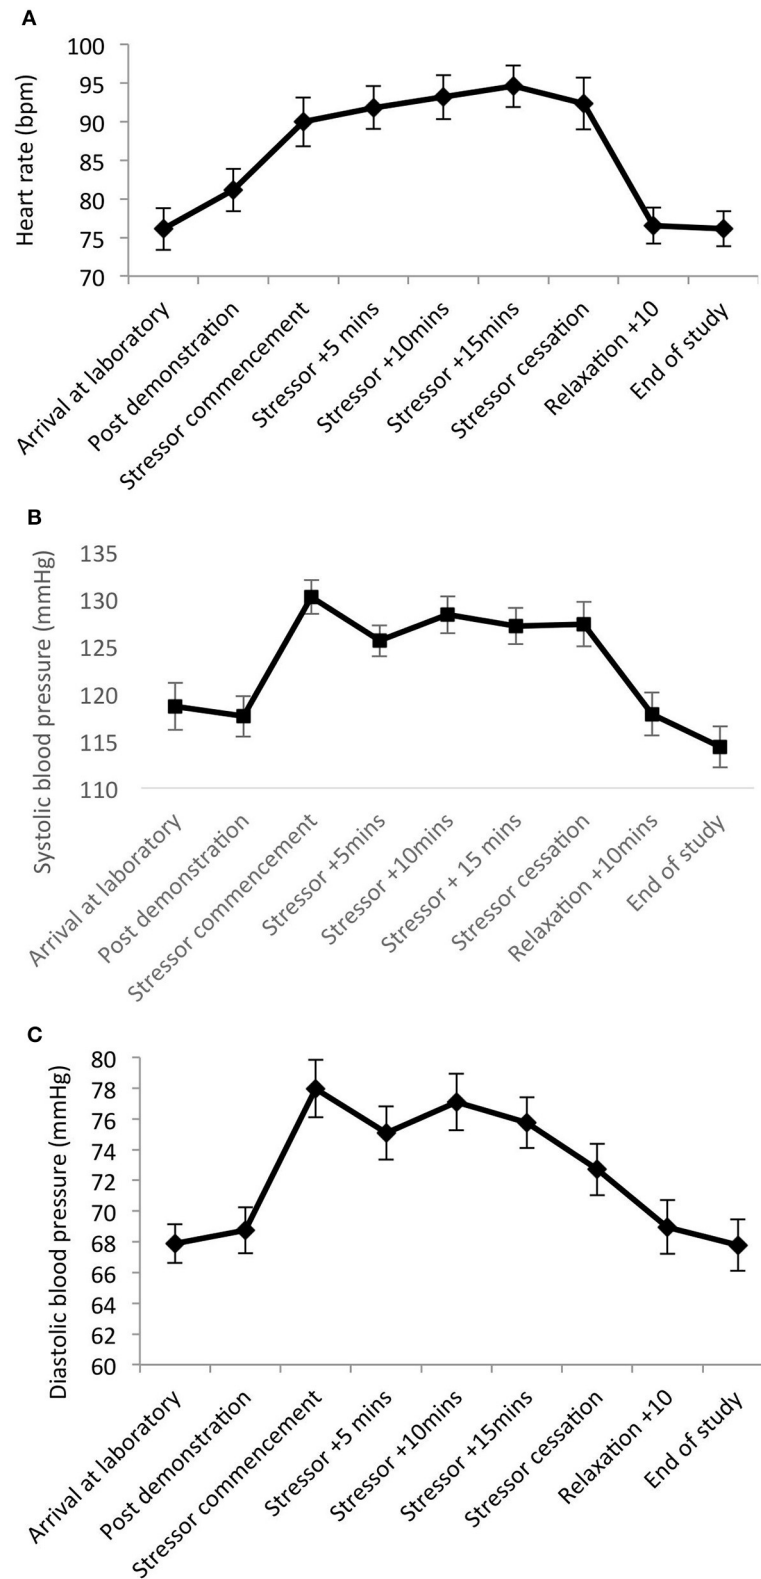 A
Heart rate (bpm)
100
95
90
85
80
75
70
Arrival at laboratory
Post demonstration
Stressor commencement
Stressor +5 mins
Stressor +10mins
Stressor +15mins
Stressor cessation
Relaxation +10
End of study
B
Systolic blood pressure (mmHg)
135
130
125
120
115
110
Arrival at laboratory
Post demonstration
Stressor commencement
Stressor +5mins
Stressor +10mins
Stressor + 15 mins
Stressor cessation
Relaxation +10mins
End of study
C
Diastolic blood pressure (mmHg)
80
78
76
74
72
70
68
66
64
62
60
Arrival at laboratory
Post demonstration
Stressor commencement
Stressor +5 mins
Stressor +10mins
Stressor +15mins
Stressor cessation
Relaxation +10
End of study